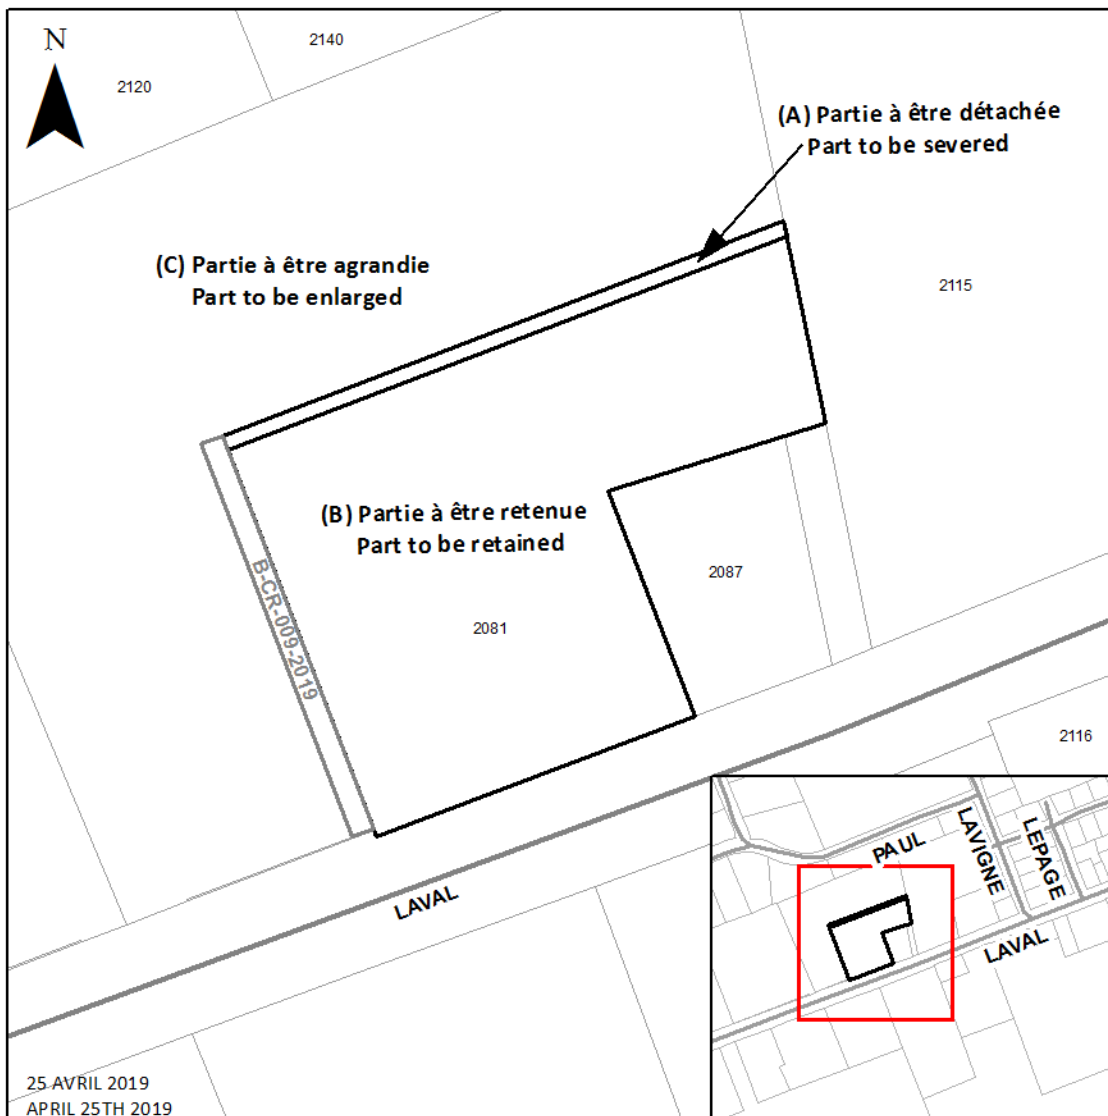 N
2140
2120
(A) Partie à être détachée
Part to be severed
(C) Partie à être agrandie
Part to be enlarged
2115
(B) Partie à être retenue
Part to be retained
2087
2081
B-CR-009-2019
2116
LAVAL
PAUL
LAVIGNE
LEPAGE
LAVAL
25 AVRIL 2019
APRIL 25TH 2019